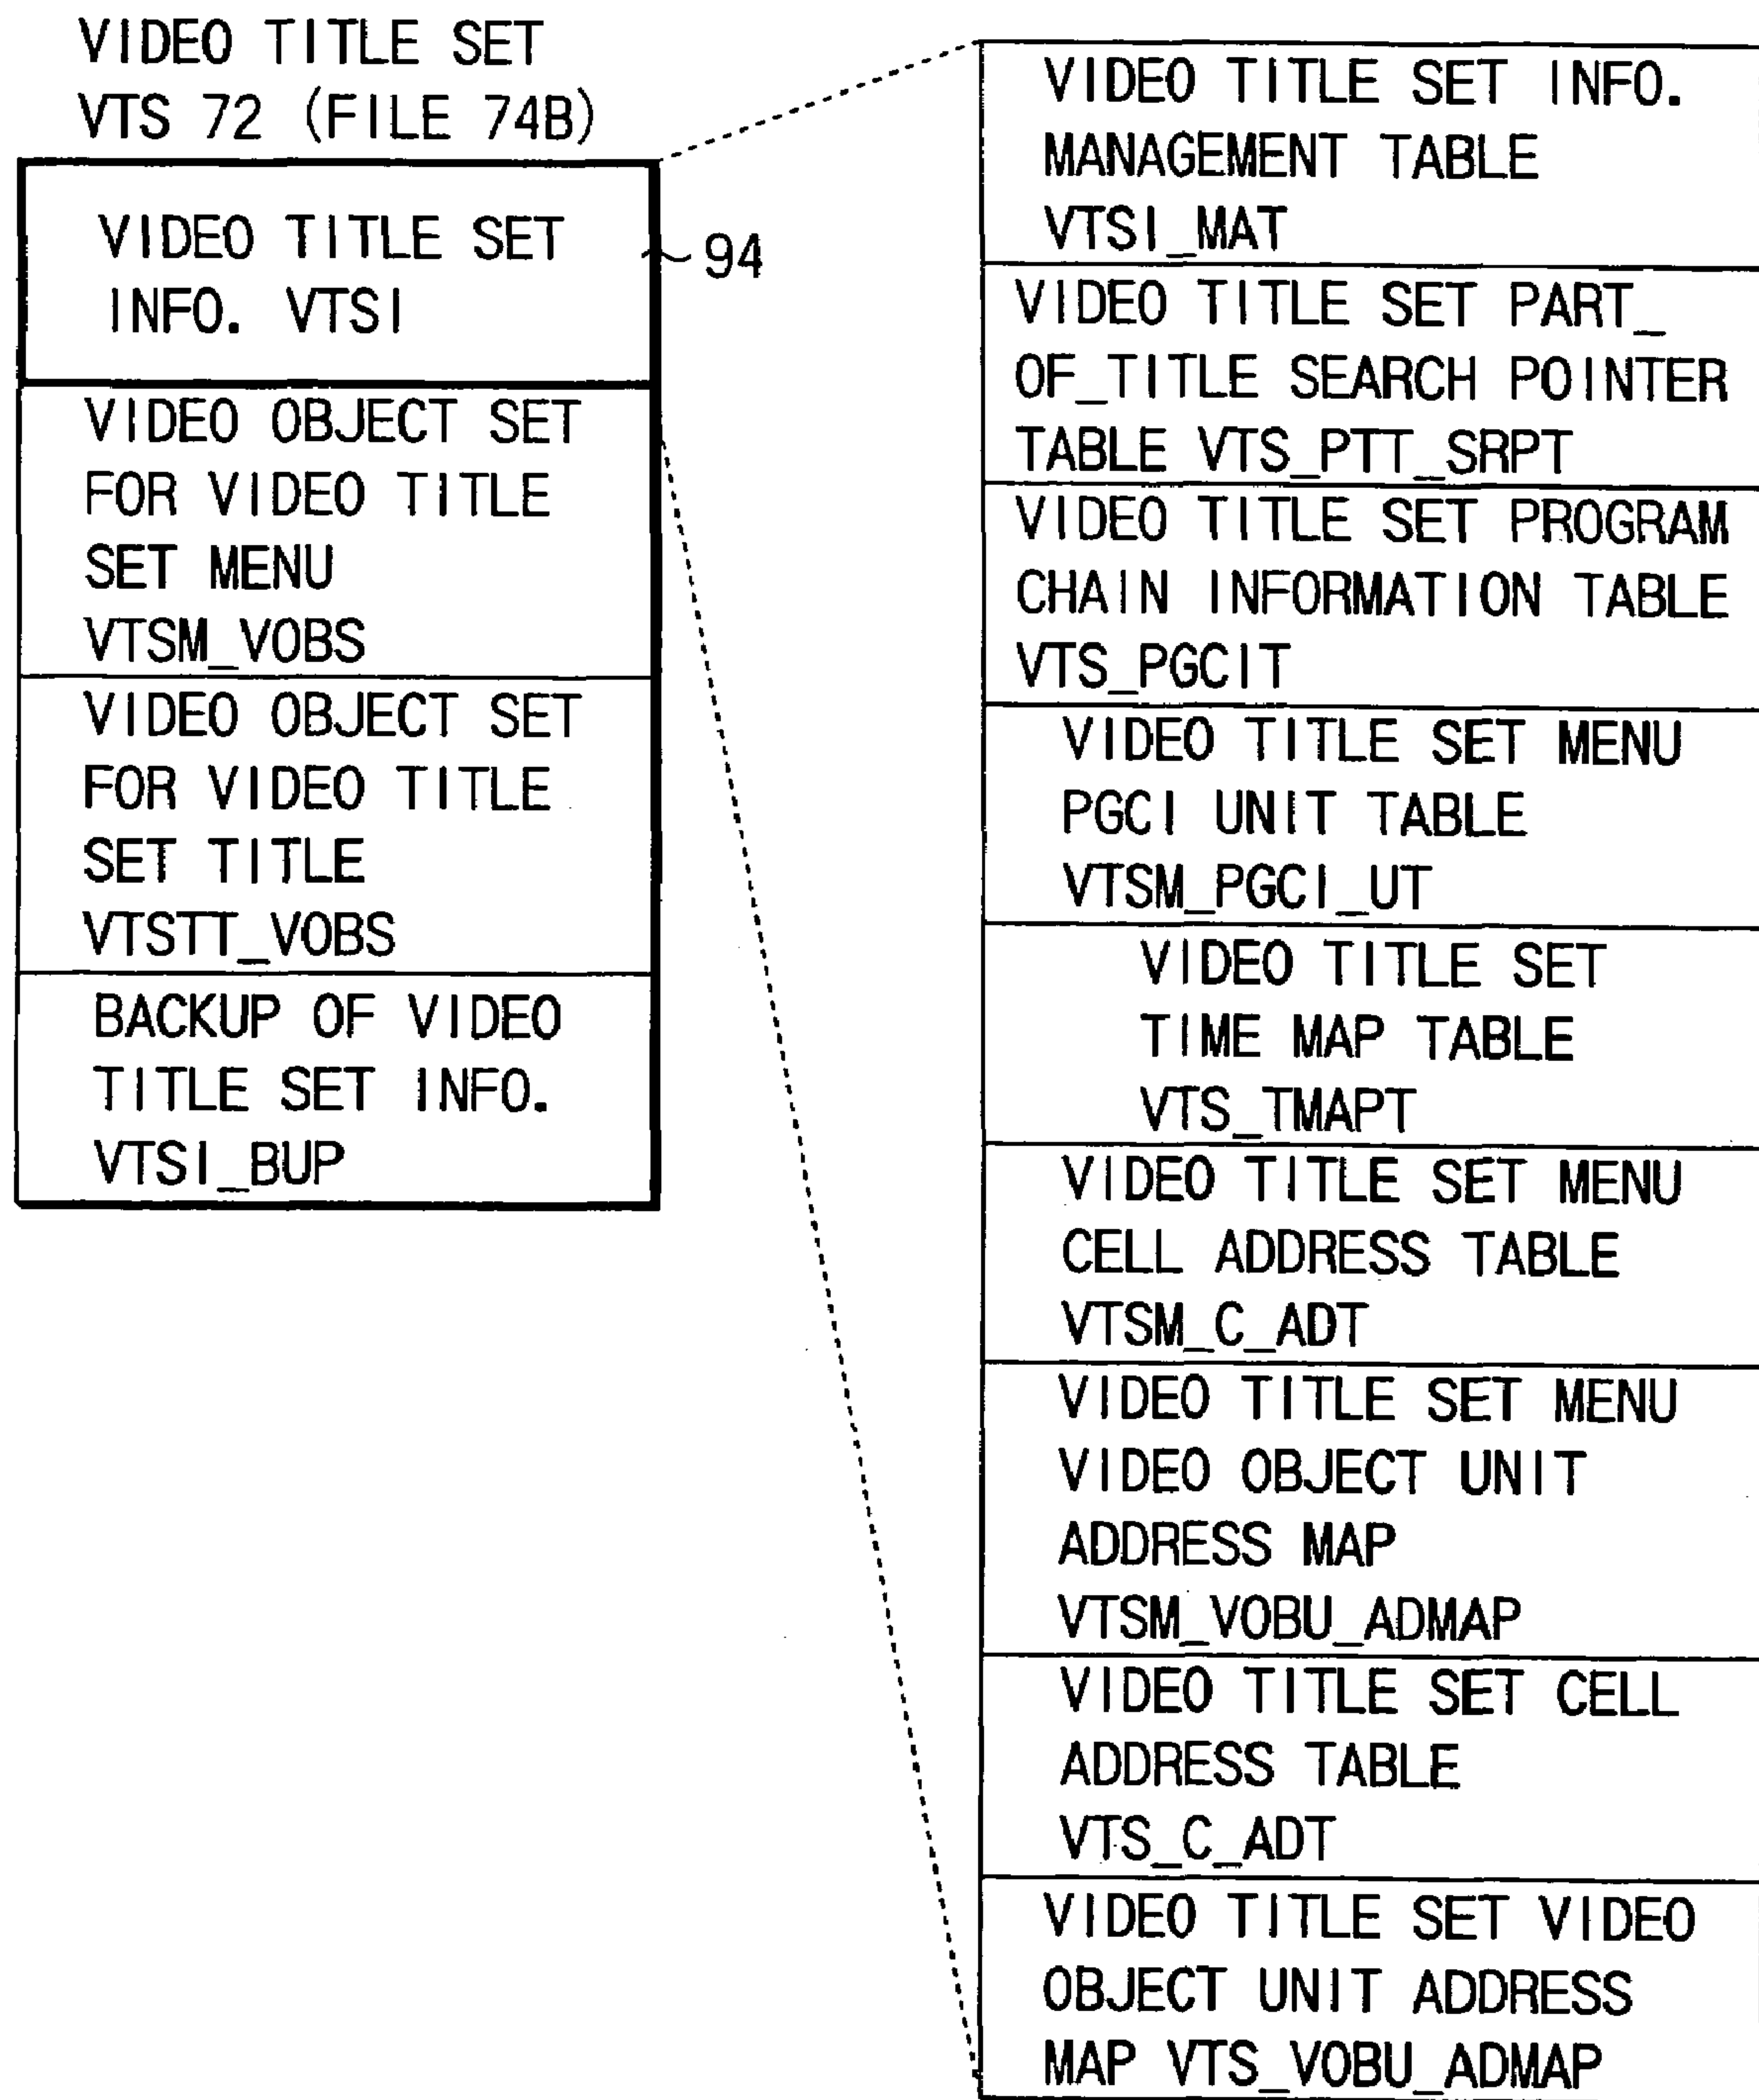 VIDEO TITLE SET
VTS 72 (FILE 74B)
VIDEO TITLE SET
INFO. VTSI
94
VIDEO OBJECT SET
FOR VIDEO TITLE
SET MENU
VTSM_VOBS
VIDEO OBJECT SET
FOR VIDEO TITLE
SET TITLE
VTSTT_VOBS
BACKUP OF VIDEO
TITLE SET INFO.
VTSI_BUP
VIDEO TITLE SET INFO.
MANAGEMENT TABLE
VTSI_MAT
VIDEO TITLE SET PART_
OF_TITLE SEARCH POINTER
TABLE VTS_PTT_SRPT
VIDEO TITLE SET PROGRAM
CHAIN INFORMATION TABLE
VTS_PGCIT
VIDEO TITLE SET MENU
PGCI UNIT TABLE
VTSM_PGCI_UT
VIDEO TITLE SET
TIME MAP TABLE
VTS_TMAPT
VIDEO TITLE SET MENU
CELL ADDRESS TABLE
VTSM_C_ADT
VIDEO TITLE SET MENU
VIDEO OBJECT UNIT
ADDRESS MAP
VTSM_VOBU_ADMAP
VIDEO TITLE SET CELL
ADDRESS TABLE
VTS_C_ADT
VIDEO TITLE SET VIDEO
OBJECT UNIT ADDRESS
MAP VTS_VOBU_ADMAP